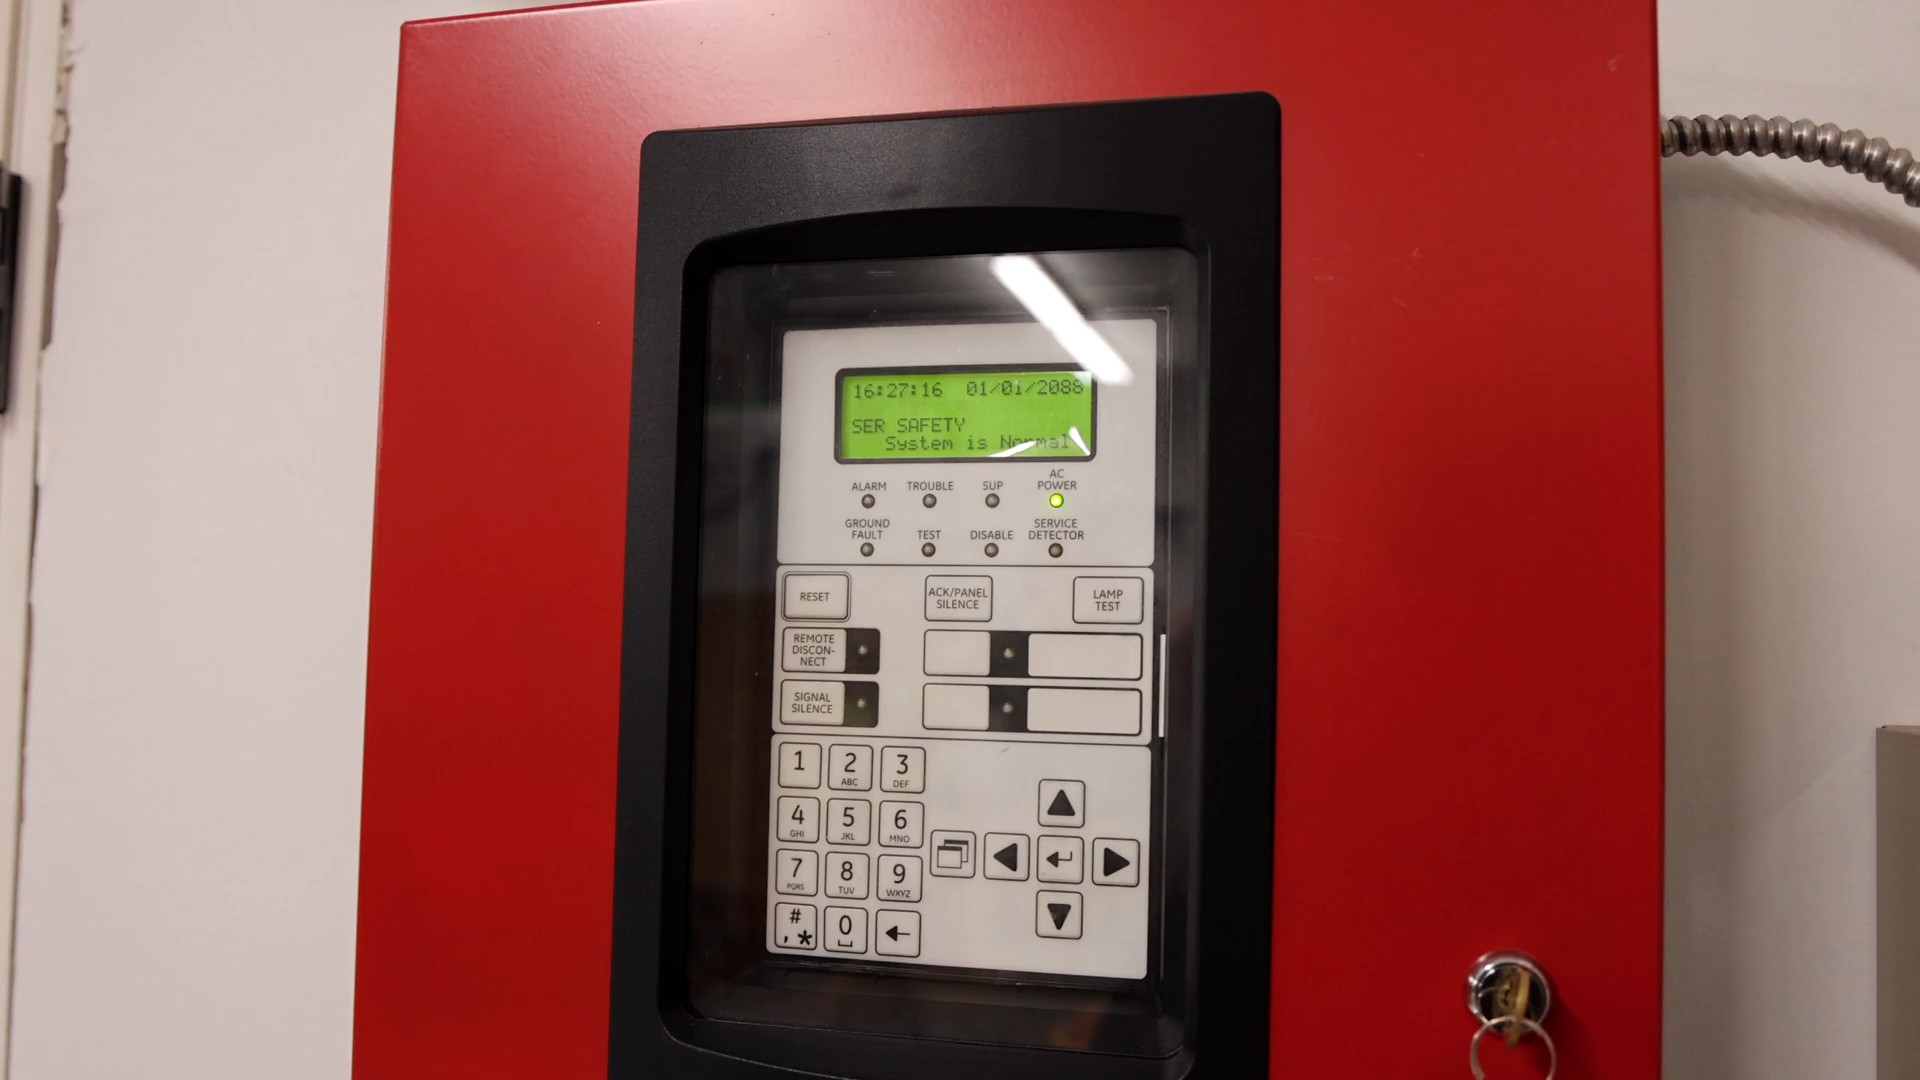 16:27:16 01/01/2088
SER SAFETY
System is Normal
ALARM TROUBLE SUP AC POWER
GROUND FAULT TEST DISABLE SERVICE DETECTOR
RESET ACK/PANEL SILENCE LAMP TEST
REMOTE DISCON-NECT
SIGNAL SILENCE
1 2 ABC 3 DEF
4 GHI 5 JKL 6 MNO
7 PQRS 8 TUV 9 WXYZ
# , * 0